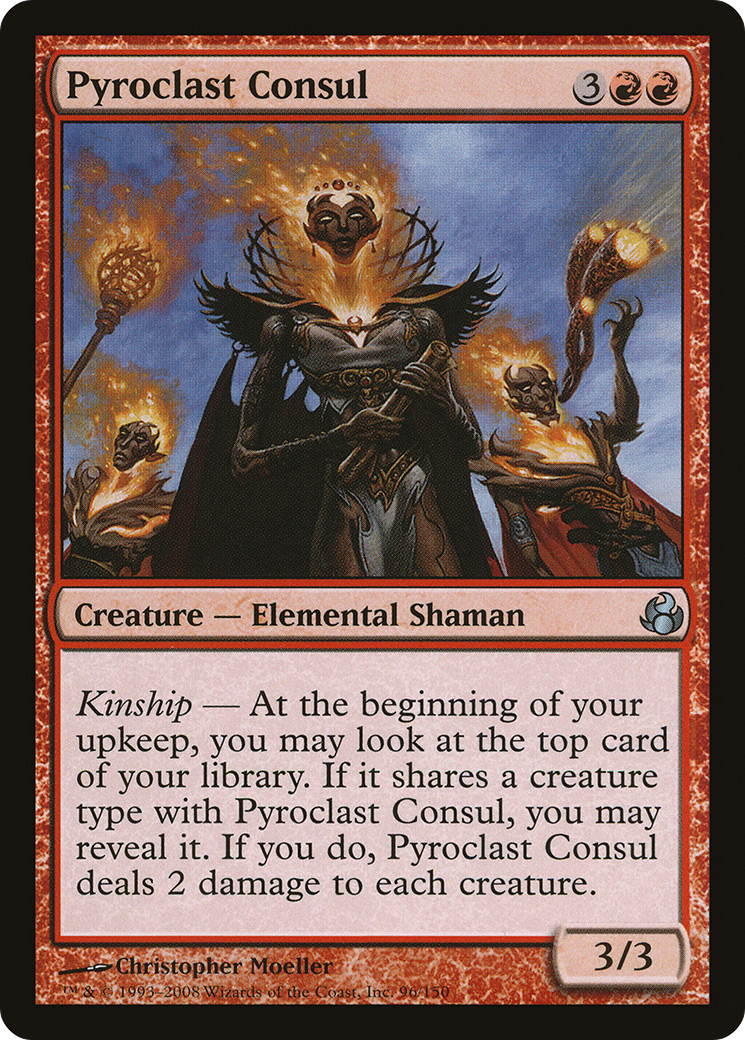 Pyroclast Consul 3
Creature — Elemental Shaman
Kinship — At the beginning of your
upkeep, you may look at the top card
of your library. If it shares a creature
type with Pyroclast Consul, you may
reveal it. If you do, Pyroclast Consul
deals 2 damage to each creature.
3/3
Christopher Moeller
™ & © 1993–2008 Wizards of the Coast, Inc. 96/150